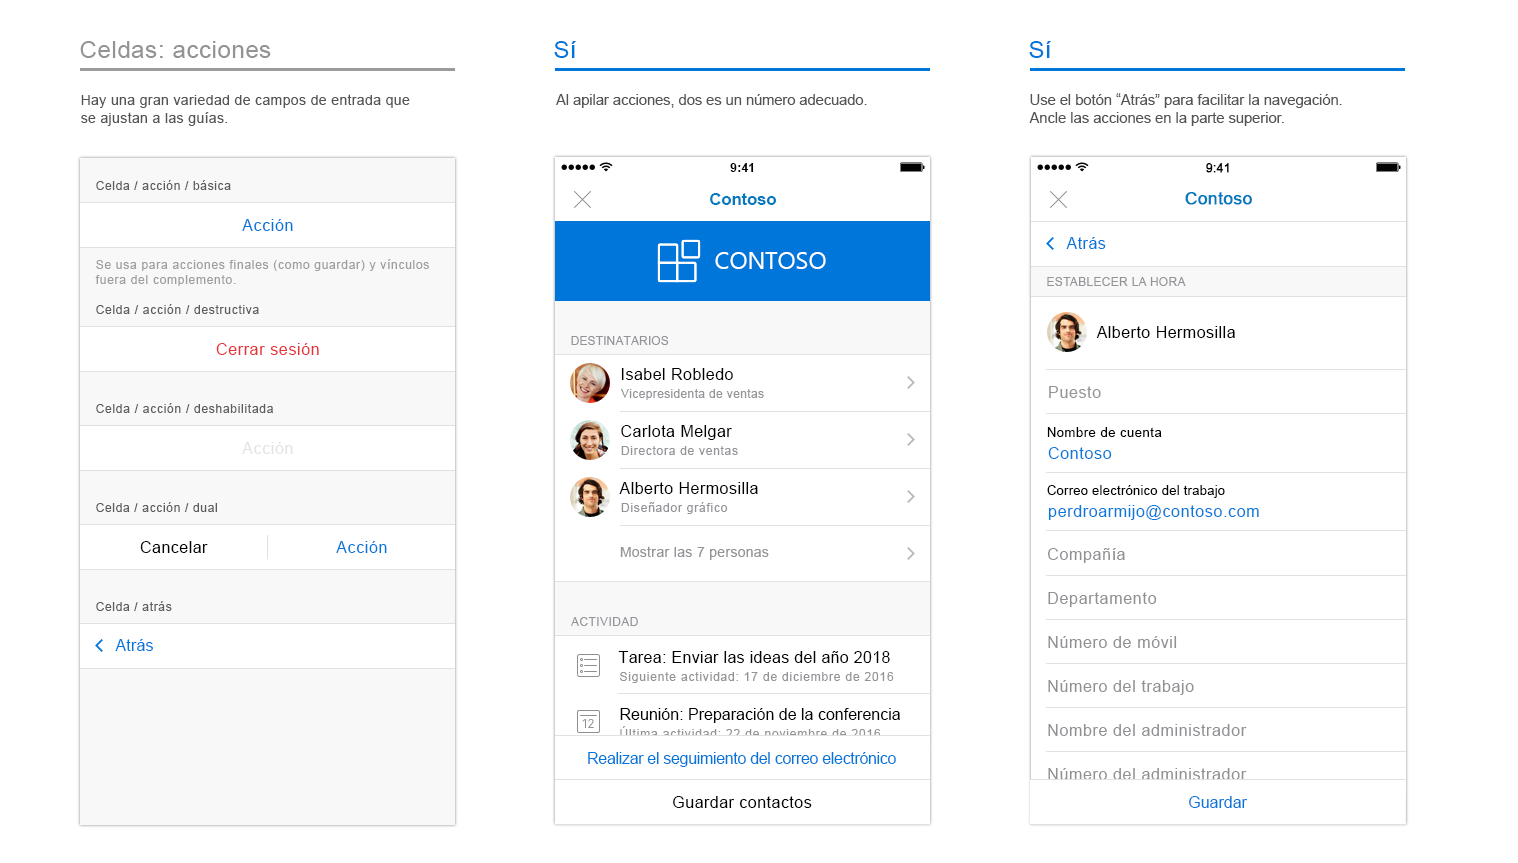 Celdas: acciones
Hay una gran variedad de campos de entrada que
se ajustan a las guías.
Celda / acción / básica
Acción
Se usa para acciones finales (como guardar) y vínculos
fuera del complemento.
Celda / acción / destructiva
Cerrar sesión
Celda / acción / deshabilitada
Acción
Celda / acción / dual
Cancelar
Acción
Celda / atrás
Atrás
Sí
Al apilar acciones, dos es un número adecuado.
9:41
Contoso
CONTOSO
DESTINATARIOS
Isabel Robledo
Vicepresidenta de ventas
Carlota Melgar
Directora de ventas
Alberto Hermosilla
Diseñador gráfico
Mostrar las 7 personas
ACTIVIDAD
Tarea: Enviar las ideas del año 2018
Siguiente actividad: 17 de diciembre de 2016
12
Reunión: Preparación de la conferencia
Última actividad: 22 de noviembre de 2016
Realizar el seguimiento del correo electrónico
Guardar contactos
Sí
Use el botón “Atrás” para facilitar la navegación.
Ancle las acciones en la parte superior.
9:41
Contoso
Atrás
ESTABLECER LA HORA
Alberto Hermosilla
Puesto
Nombre de cuenta
Contoso
Correo electrónico del trabajo
perdroarmijo@contoso.com
Compañía
Departamento
Número de móvil
Número del trabajo
Nombre del administrador
Número del administrador
Guardar